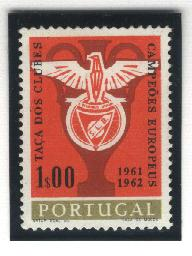 TAÇA DOS CLUBES
CAMPEÕES EUROPEUS
1961
1962
1$00
PORTUGAL